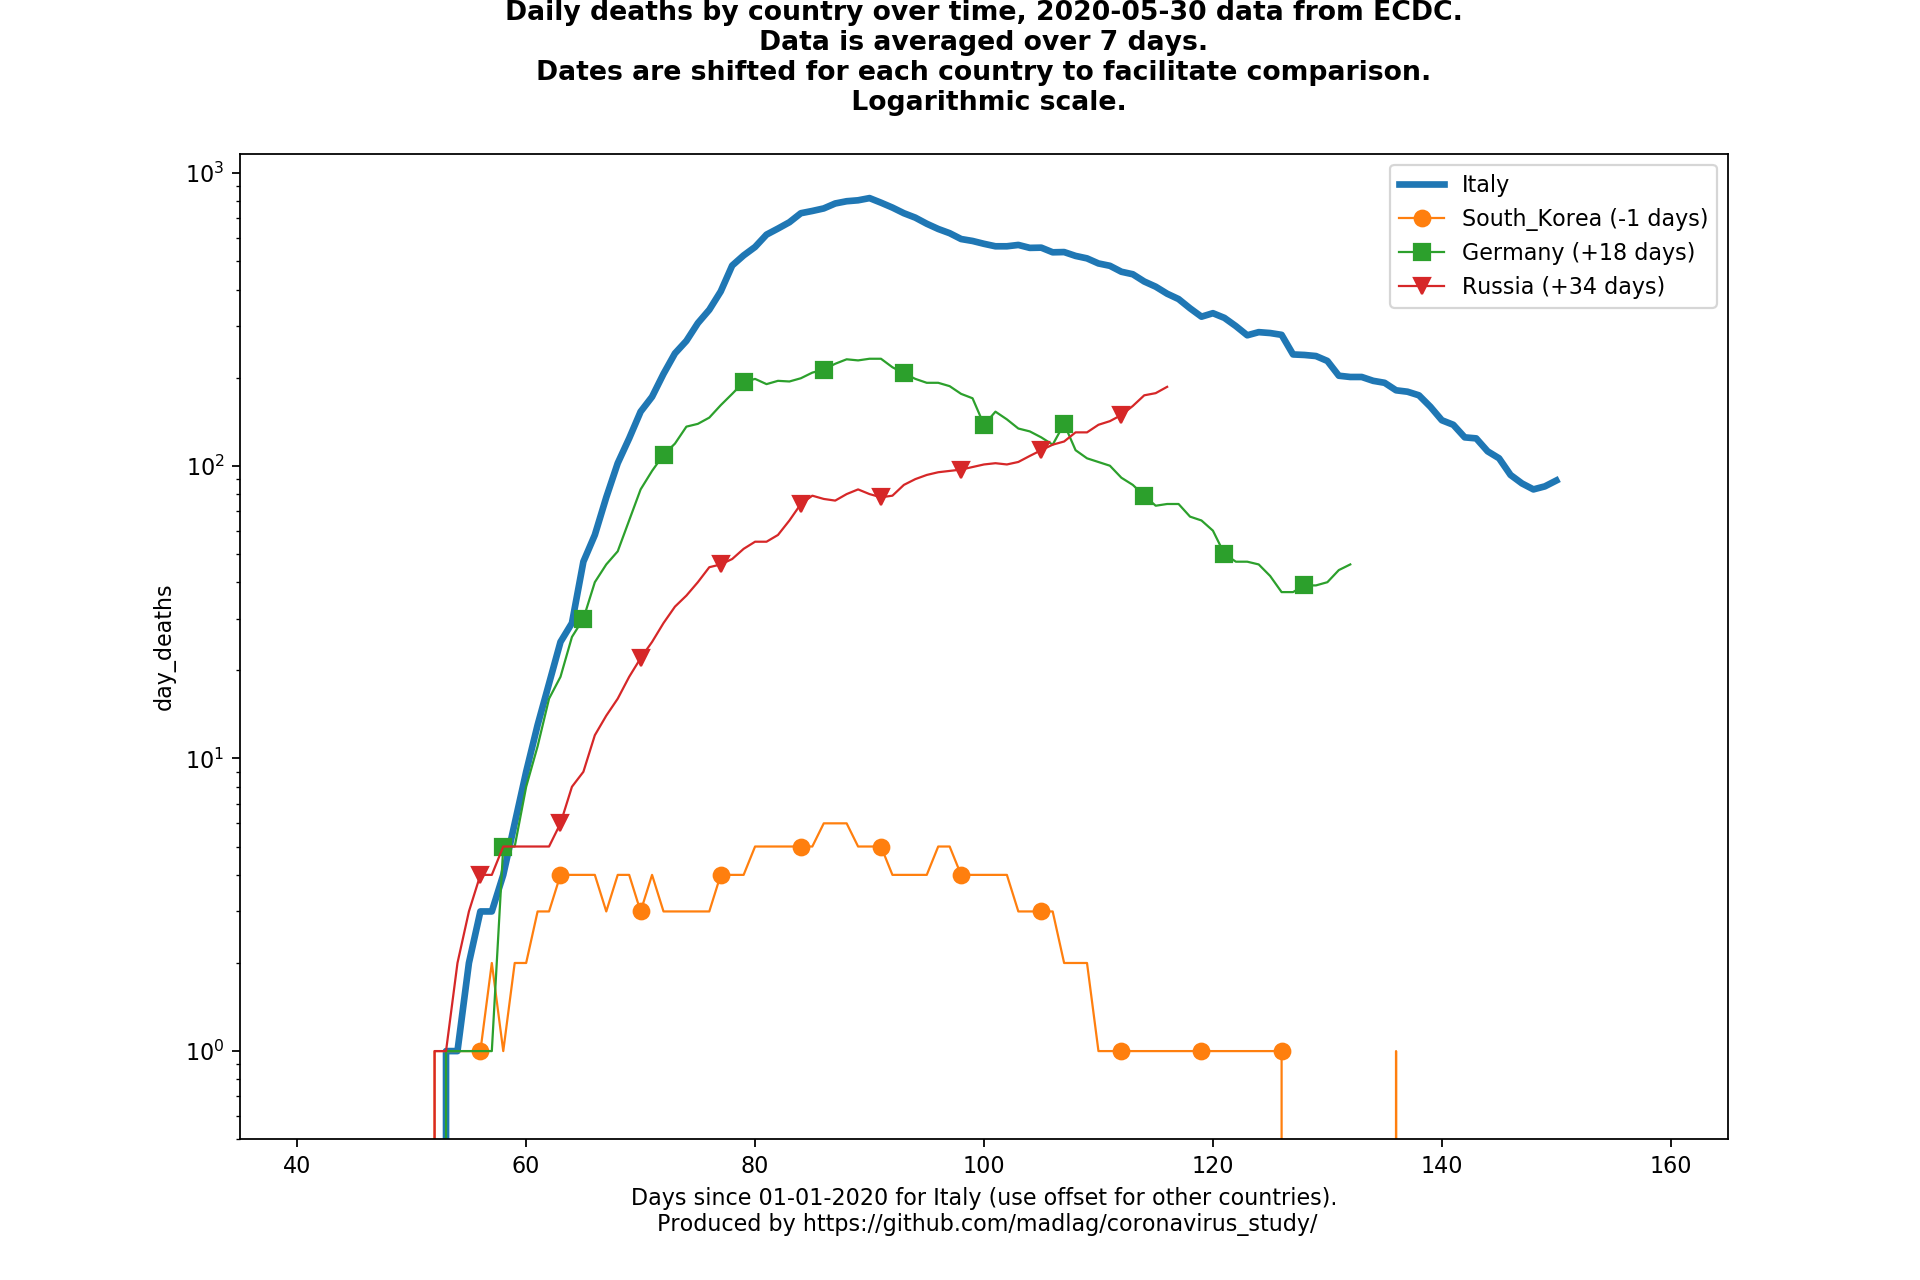 Daily deaths by country over time, 2020-05-30 data from ECDC.
Data is averaged over 7 days.
Dates are shifted for each country to facilitate comparison.
Logarithmic scale.
10³
10²
10¹
10⁰
day_deaths
Italy
South_Korea (-1 days)
Germany (+18 days)
Russia (+34 days)
40 60 80 100 120 140 160
Days since 01-01-2020 for Italy (use offset for other countries).
Produced by https://github.com/madlag/coronavirus_study/